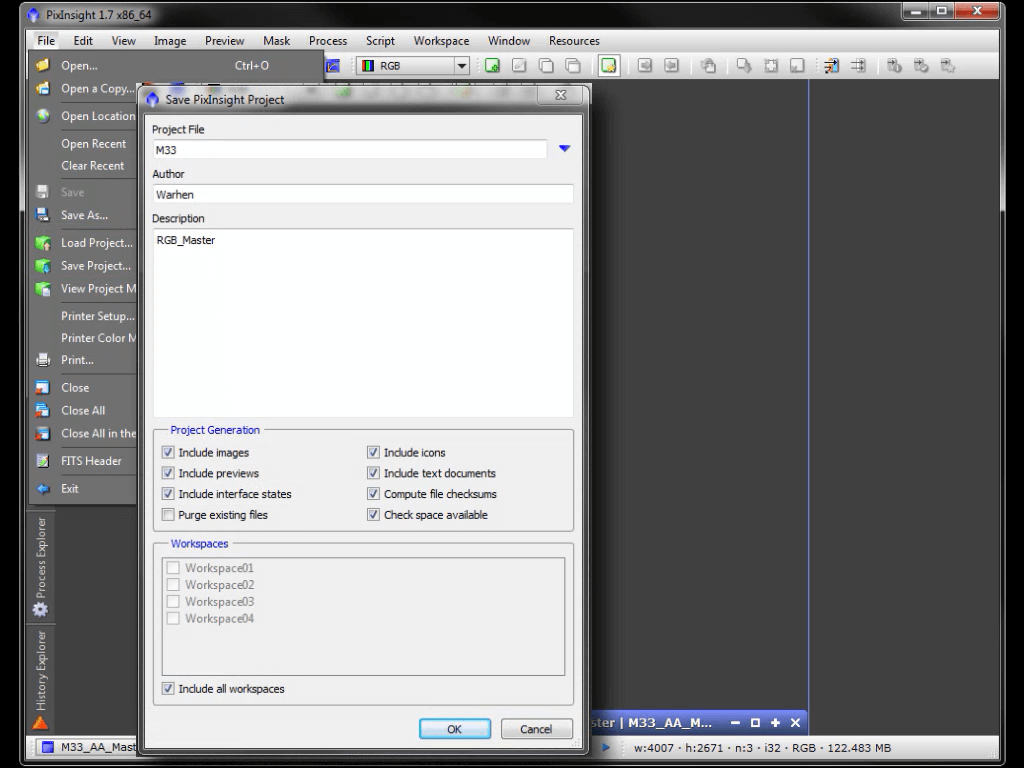 PixInsight 1.7 x86_64
File Edit View Image Preview Mask Process Script Workspace Window Resources
Open... Ctrl+O
RGB
Open a Copy...
Open Location
Open Recent
Clear Recent
Save
Save As...
Load Project...
Save Project...
View Project M
Printer Setup...
Printer Color M
Print...
Close
Close All
Close All in the
FITS Header
Exit
Process Explorer
History Explorer
Save PixInsight Project
Project File
M33
Author
Warhen
Description
RGB_Master
Project Generation
Include images Include icons
Include previews Include text documents
Include interface states Compute file checksums
Purge existing files Check space available
Workspaces
Workspace01
Workspace02
Workspace03
Workspace04
Include all workspaces
OK Cancel
ster | M33_AA_M...
M33_AA_Mast
w:4007 · h:2671 · n:3 · i32 · RGB · 122.483 MB